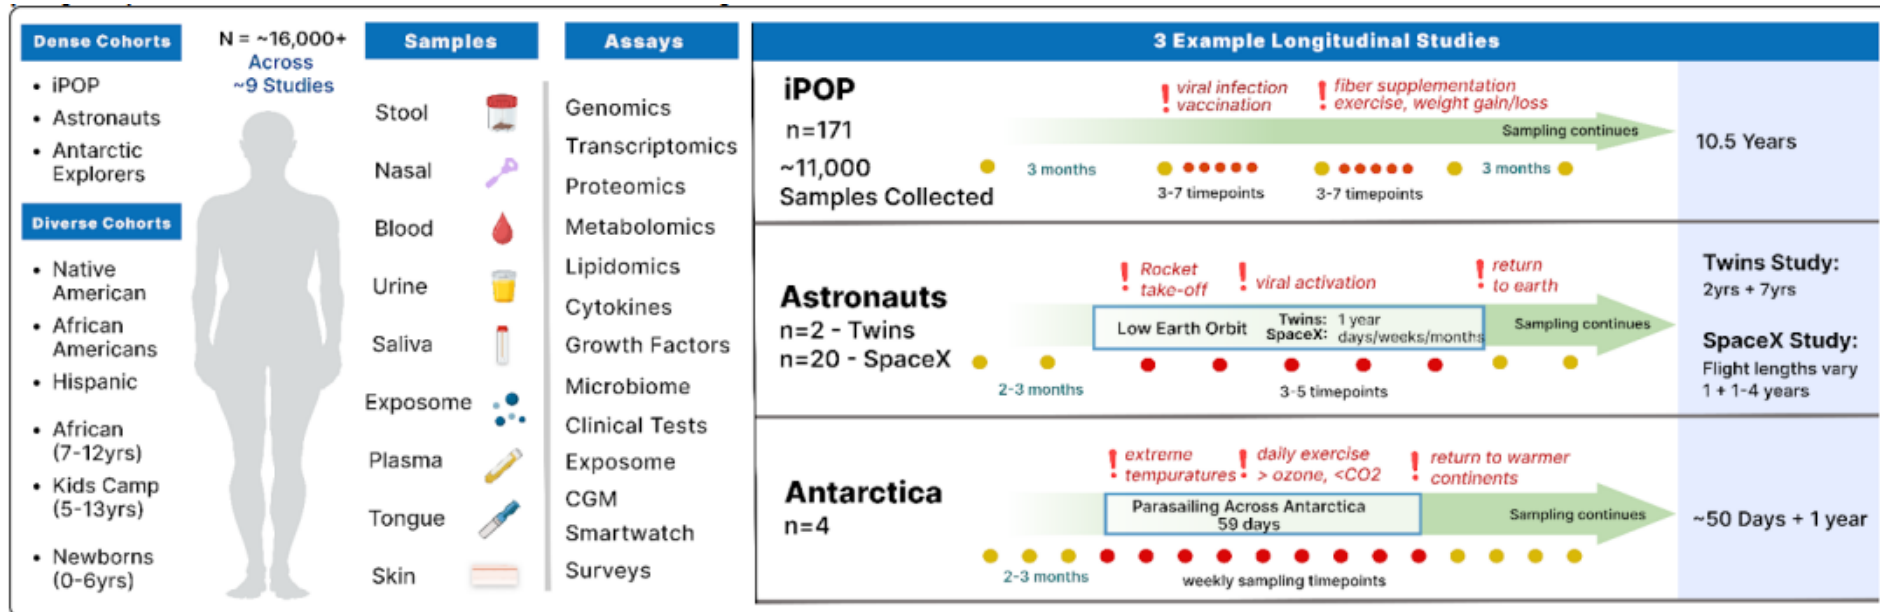 Dense Cohorts
• iPOP
• Astronauts
• Antarctic
Explorers
Diverse Cohorts
• Native
American
• African
Americans
• Hispanic
• African
(7-12yrs)
• Kids Camp
(5-13yrs)
• Newborns
(0-6yrs)
N = ~16,000+
Across
~9 Studies
Samples
Stool
Nasal
Blood
Urine
Saliva
Exposome
Plasma
Tongue
Skin
Assays
Genomics
Transcriptomics
Proteomics
Metabolomics
Lipidomics
Cytokines
Growth Factors
Microbiome
Clinical Tests
Exposome
CGM
Smartwatch
Surveys
3 Example Longitudinal Studies
iPOP
n=171
~11,000
Samples Collected
! viral infection
vaccination
! fiber supplementation
exercise, weight gain/loss
Sampling continues
3 months
3-7 timepoints
3-7 timepoints
3 months
10.5 Years
Astronauts
n=2 - Twins
n=20 - SpaceX
! Rocket
take-off
! viral activation
! return
to earth
Low Earth Orbit
Twins: 1 year
SpaceX: days/weeks/months
Sampling continues
2-3 months
3-5 timepoints
Twins Study:
2yrs + 7yrs
SpaceX Study:
Flight lengths vary
1 + 1-4 years
Antarctica
n=4
! extreme
tempuratures
! daily exercise
> ozone, <CO2
! return to warmer
continents
Parasailing Across Antarctica
59 days
Sampling continues
2-3 months
weekly sampling timepoints
~50 Days + 1 year